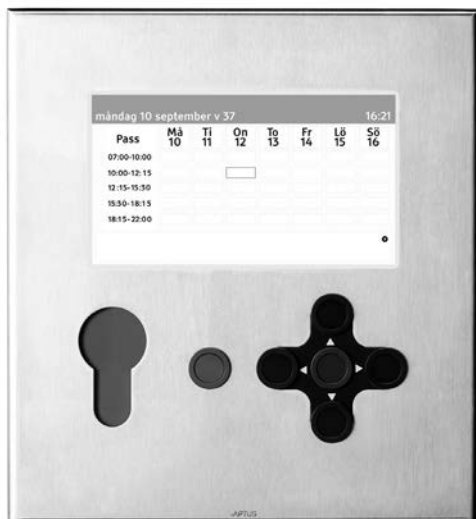 måndag 10 september v 37 16:21
Pass Må Ti On To Fr Lö Sö
10 11 12 13 14 15 16
07:00-10:00
10:00-12:15
12:15-15:30
15:30-18:15
18:15-22:00
APTUS